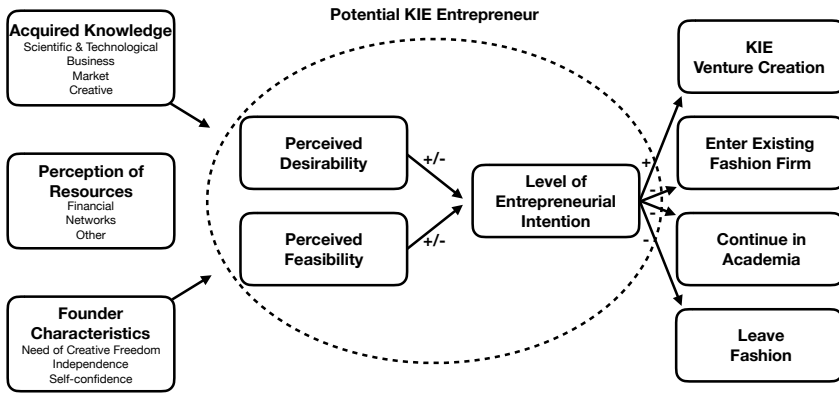 Potential KIE Entrepreneur
Acquired Knowledge
Scientific & Technological
Business
Market
Creative
Perception of
Resources
Financial
Networks
Other
Founder
Characteristics
Need of Creative Freedom
Independence
Self-confidence
Perceived
Desirability
+/-
Perceived
Feasibility
+/-
Level of
Entrepreneurial
Intention
+
-
-
-
KIE
Venture Creation
Enter Existing
Fashion Firm
Continue in
Academia
Leave
Fashion